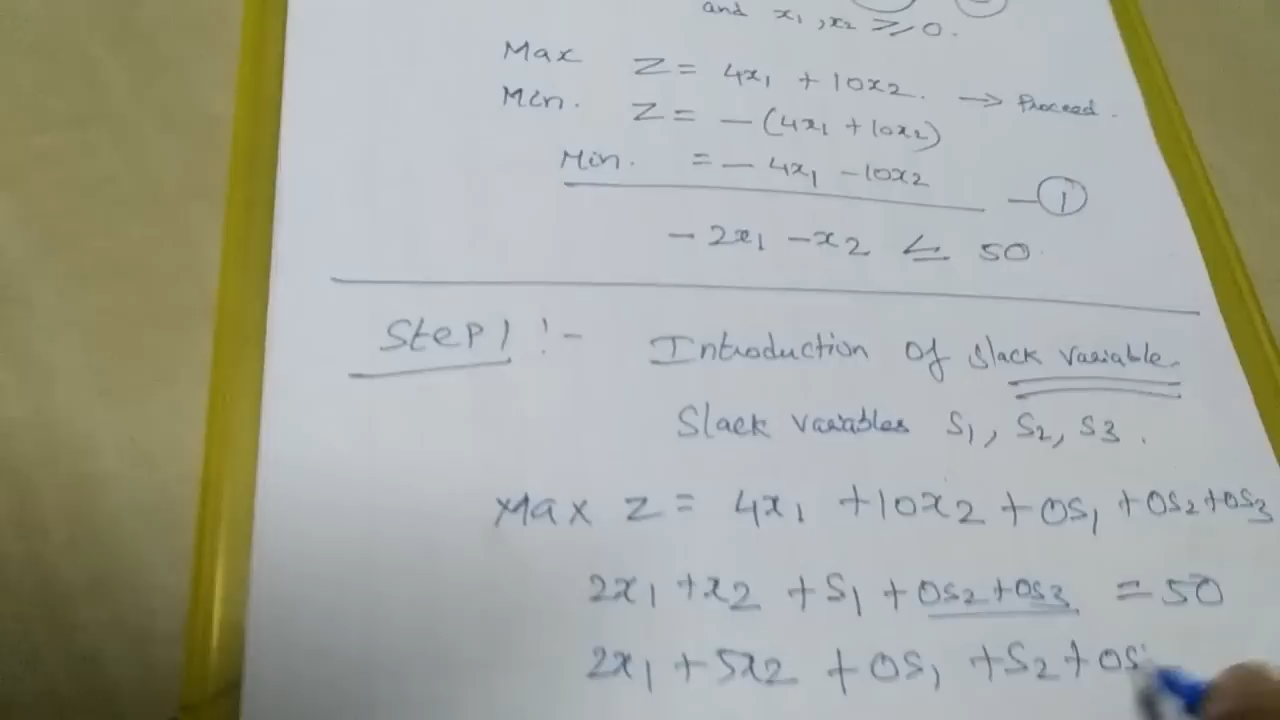 and x₁, x₂ ≥ 0.
Max Z = 4x₁ + 10x₂. → Proceed.
Min. Z = - (4x₁ + 10x₂)
Min. = - 4x₁ - 10x₂
- ①
- 2x₁ - x₂ ≤ 50
Step 1 :- Introduction of Slack Variable.
Slack Variables S₁, S₂, S₃.
Max Z = 4x₁ + 10x₂ + 0S₁ + 0S₂ + 0S₃
2x₁ + x₂ + S₁ + 0S₂ + 0S₃ = 50
2x₁ + 5x₂ + 0S₁ + S₂ + 0S